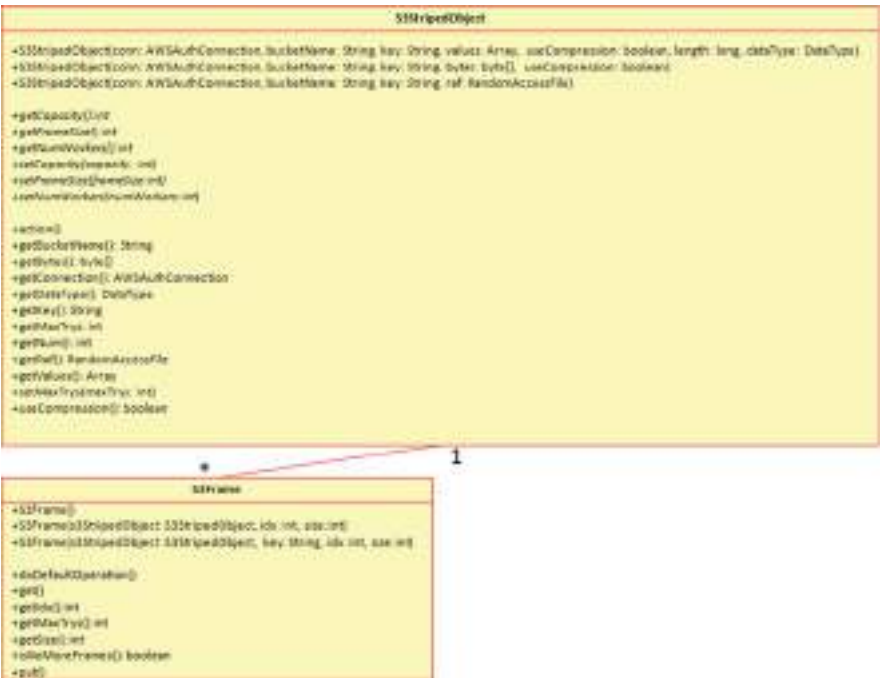 S3StripedObject
+S3StripedObject(conn: AWSAuthConnection, bucketName: String, key: String, values: Array, useCompression: boolean, length: long, dataType: DataType)
+S3StripedObject(conn: AWSAuthConnection, bucketName: String, key: String, bytes: byte[], useCompression: boolean)
+S3StripedObject(conn: AWSAuthConnection, bucketName: String, key: String, raf: RandomAccessFile)
+getCapacity():int
+getFrameSize():int
+getNumWorkers():int
+setCapacity(capacity: int)
+setFrameSize(frameSize:int)
+setNumWorkers(numWorkers:int)
+action()
+getBucketName(): String
+getBytes(): byte[]
+getConnection(): AWSAuthConnection
+getDataType(): DataType
+getKey(): String
+getMaxTrys: int
+getNum(): int
+getRaf(): RandomAccessFile
+getValues(): Array
+setMaxTrys(maxTrys: int)
+useCompression(): boolean
1
*
S3Frame
+S3Frame()
+S3Frame(s3StripedObject: S3StripedObject, idx: int, size: int)
+S3Frame(s3StripedObject: S3StripedObject, key: String, idx: int, size: int)
+doDefaultOperation()
+get()
+getIdx():int
+getMaxTrys():int
+getSize():int
+isNoMoreFrames(): boolean
+put()